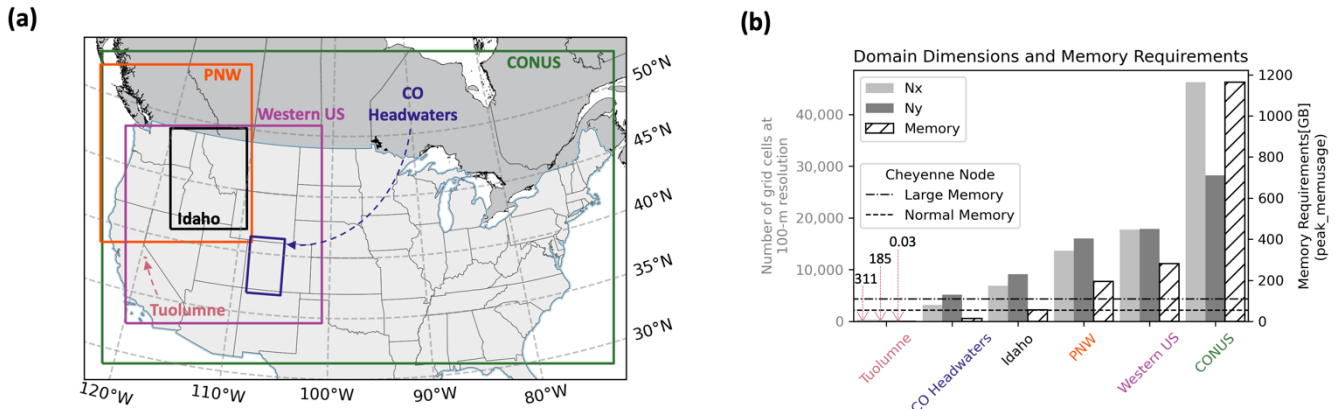 (a)
PNW
CONUS
Western US
CO
Headwaters
Idaho
Tuolumne
50°N
45°N
40°N
35°N
30°N
120°W
110°W
100°W
90°W
80°W
(b)
Domain Dimensions and Memory Requirements
Nx
Ny
Memory
Cheyenne Node
Large Memory
Normal Memory
Number of grid cells at
100-m resolution
40,000
30,000
20,000
10,000
0
311
185
0.03
1200
1000
800
600
400
200
0
Memory Requirements[GB]
(peak_memusage)
Tuolumne
CO Headwaters
Idaho
PNW
Western US
CONUS